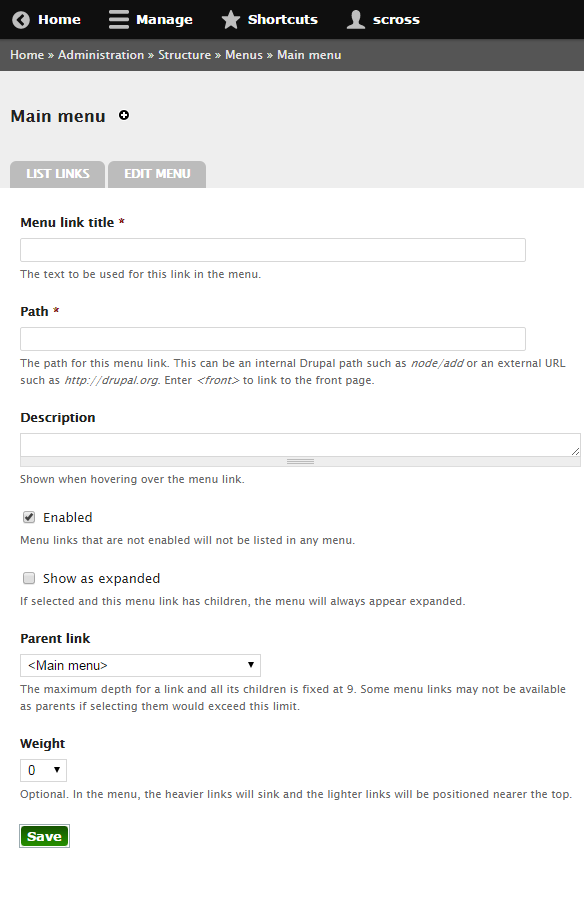 Home Manage Shortcuts scross
Home » Administration » Structure » Menus » Main menu
Main menu
LIST LINKS EDIT MENU
Menu link title *
The text to be used for this link in the menu.
Path *
The path for this menu link. This can be an internal Drupal path such as node/add or an external URL
such as http://drupal.org. Enter <front> to link to the front page.
Description
Shown when hovering over the menu link.
Enabled
Menu links that are not enabled will not be listed in any menu.
Show as expanded
If selected and this menu link has children, the menu will always appear expanded.
Parent link
<Main menu>
The maximum depth for a link and all its children is fixed at 9. Some menu links may not be available
as parents if selecting them would exceed this limit.
Weight
0
Optional. In the menu, the heavier links will sink and the lighter links will be positioned nearer the top.
Save